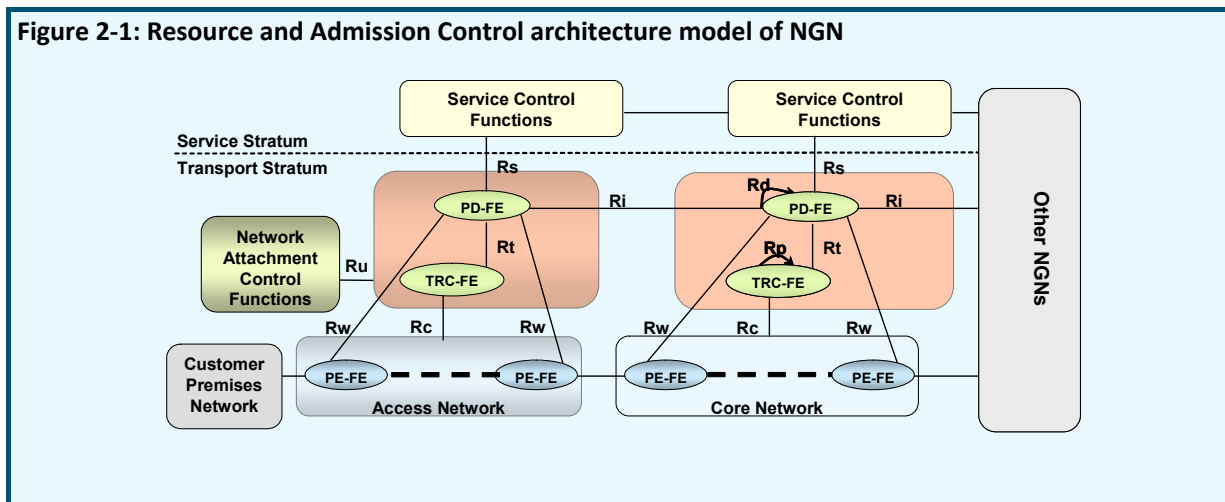 Figure 2-1: Resource and Admission Control architecture model of NGN
Service Control
Functions
Service Control
Functions
Service Stratum
Transport Stratum
Rs
Rs
Rd
PD-FE
Ri
PD-FE
Ri
Network
Attachment
Control
Functions
Ru
Rt
Rp
Rt
TRC-FE
TRC-FE
Other NGNs
Rw
Rc
Rw
Rw
Rc
Rw
Customer
Premises
Network
PE-FE
PE-FE
PE-FE
PE-FE
Access Network
Core Network